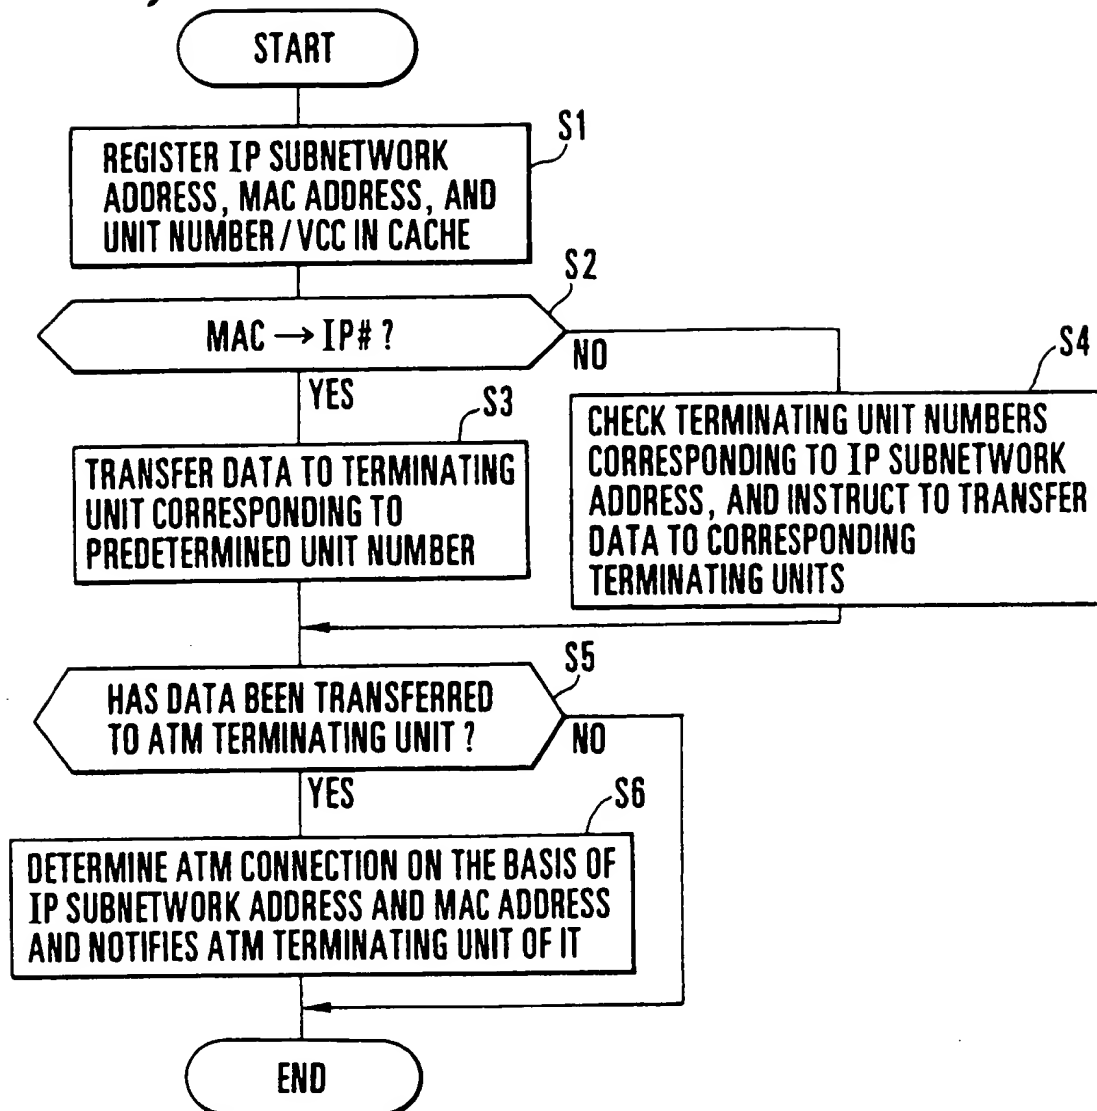 START
S1
REGISTER IP SUBNETWORK
ADDRESS, MAC ADDRESS, AND
UNIT NUMBER/VCC IN CACHE
S2
MAC → IP# ?
NO
YES
S3
TRANSFER DATA TO TERMINATING
UNIT CORRESPONDING TO
PREDETERMINED UNIT NUMBER
S4
CHECK TERMINATING UNIT NUMBERS
CORRESPONDING TO IP SUBNETWORK
ADDRESS, AND INSTRUCT TO TRANSFER
DATA TO CORRESPONDING
TERMINATING UNITS
S5
HAS DATA BEEN TRANSFERRED
TO ATM TERMINATING UNIT ?
NO
YES
S6
DETERMINE ATM CONNECTION ON THE BASIS OF
IP SUBNETWORK ADDRESS AND MAC ADDRESS
AND NOTIFIES ATM TERMINATING UNIT OF IT
END